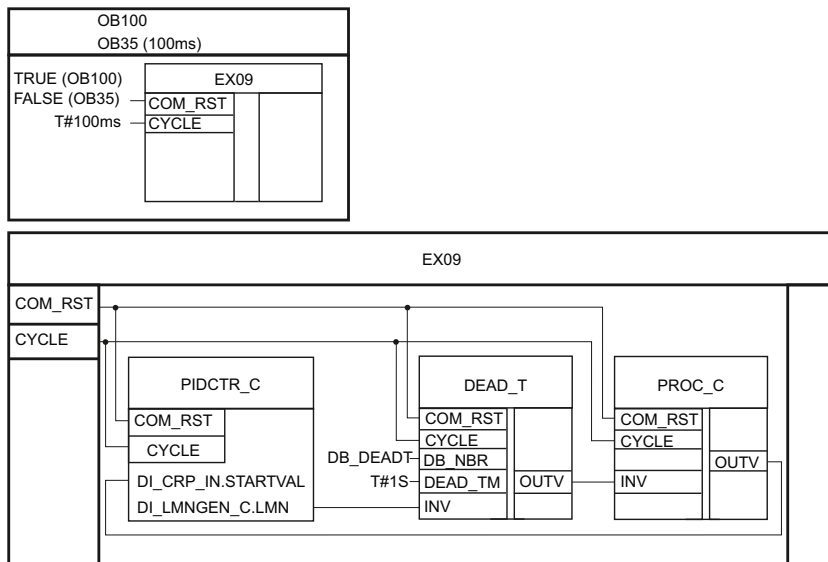 OB100
OB35 (100ms)
TRUE (OB100)
FALSE (OB35)
T#100ms
EX09
COM_RST
CYCLE
EX09
COM_RST
CYCLE
PIDCTR_C
COM_RST
CYCLE
DI_CRP_IN.STARTVAL
DI_LMNGEN_C.LMN
DB_DEADT
T#1S
DEAD_T
COM_RST
CYCLE
DB_NBR
DEAD_TM
INV
OUTV
PROC_C
COM_RST
CYCLE
INV
OUTV